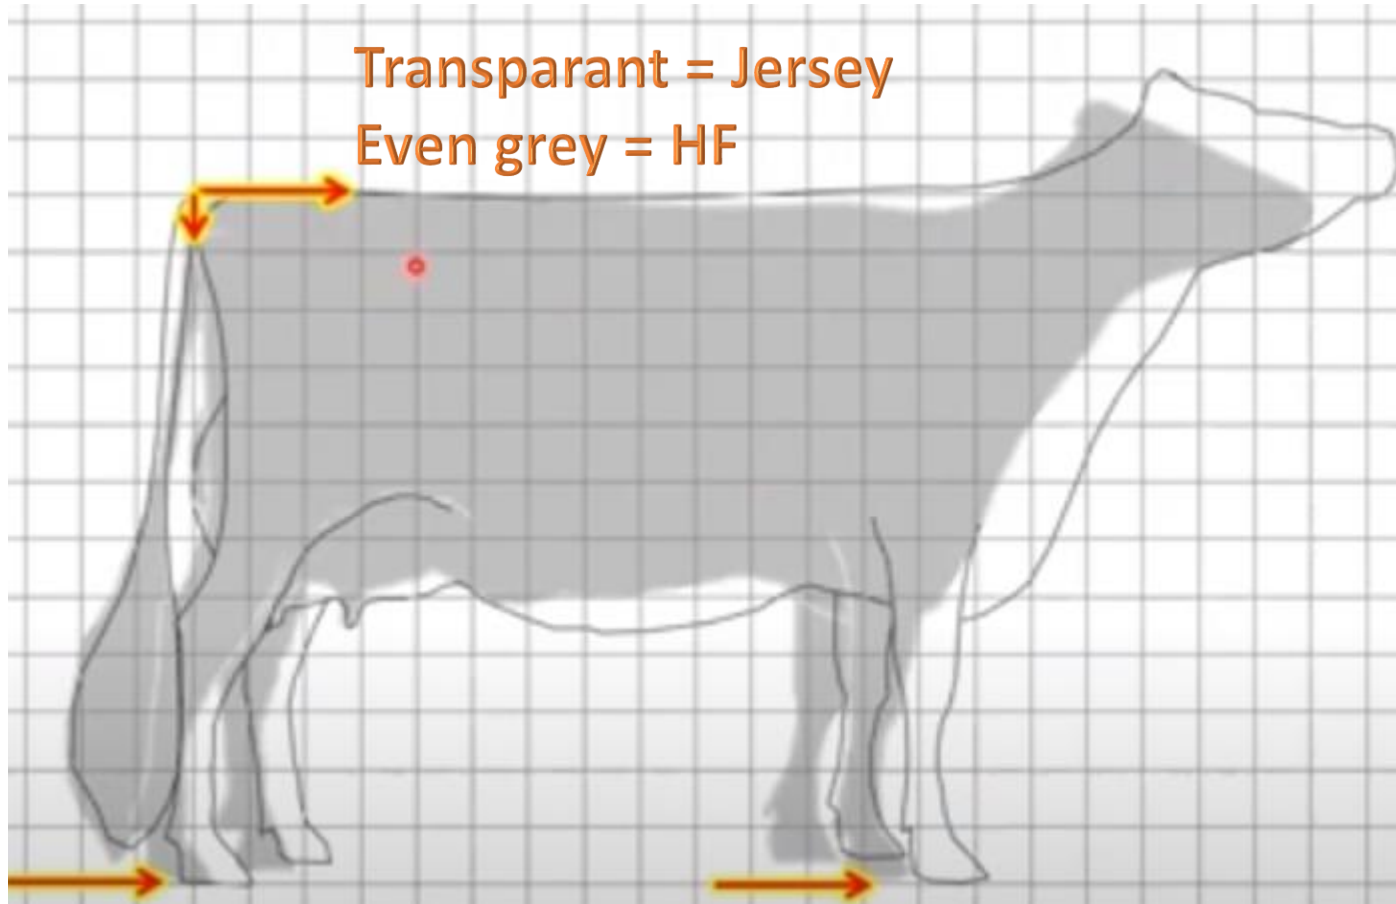 Transparant = Jersey
Even grey = HF